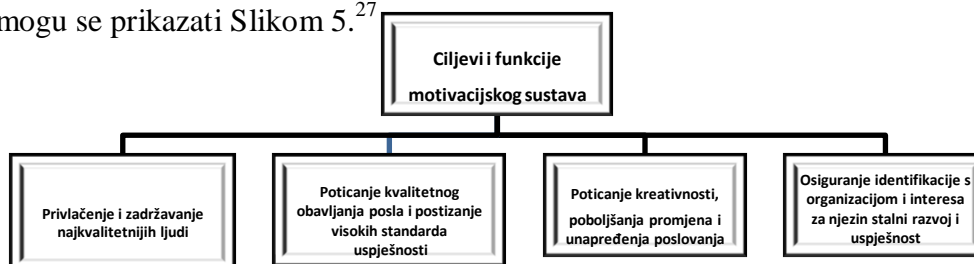 mogu se prikazati Slikom 5.27
Ciljevi i funkcije
motivacijskog sustava
Privlačenje i zadržavanje
najkvalitetnijih ljudi
Poticanje kvalitetnog
obavljanja posla i postizanje
visokih standarda
uspješnosti
Poticanje kreativnosti,
poboljšanja promjena i
unapređenja poslovanja
Osiguranje identifikacije s
organizacijom i interesa
za njezin stalni razvoj i
uspješnost